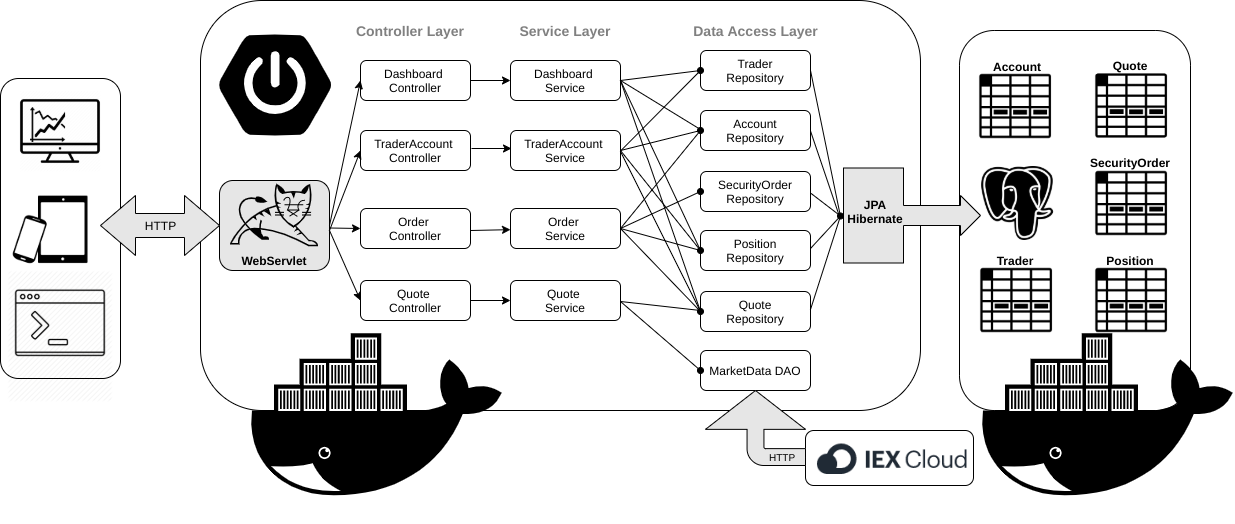 Controller Layer
Service Layer
Data Access Layer
Dashboard
Controller
Dashboard
Service
Trader
Repository
TraderAccount
Controller
TraderAccount
Service
Account
Repository
SecurityOrder
Repository
Order
Controller
Order
Service
Position
Repository
Quote
Controller
Quote
Service
Quote
Repository
MarketData DAO
HTTP
WebServlet
JPA
Hibernate
Account
Quote
SecurityOrder
Trader
Position
HTTP
IEX Cloud